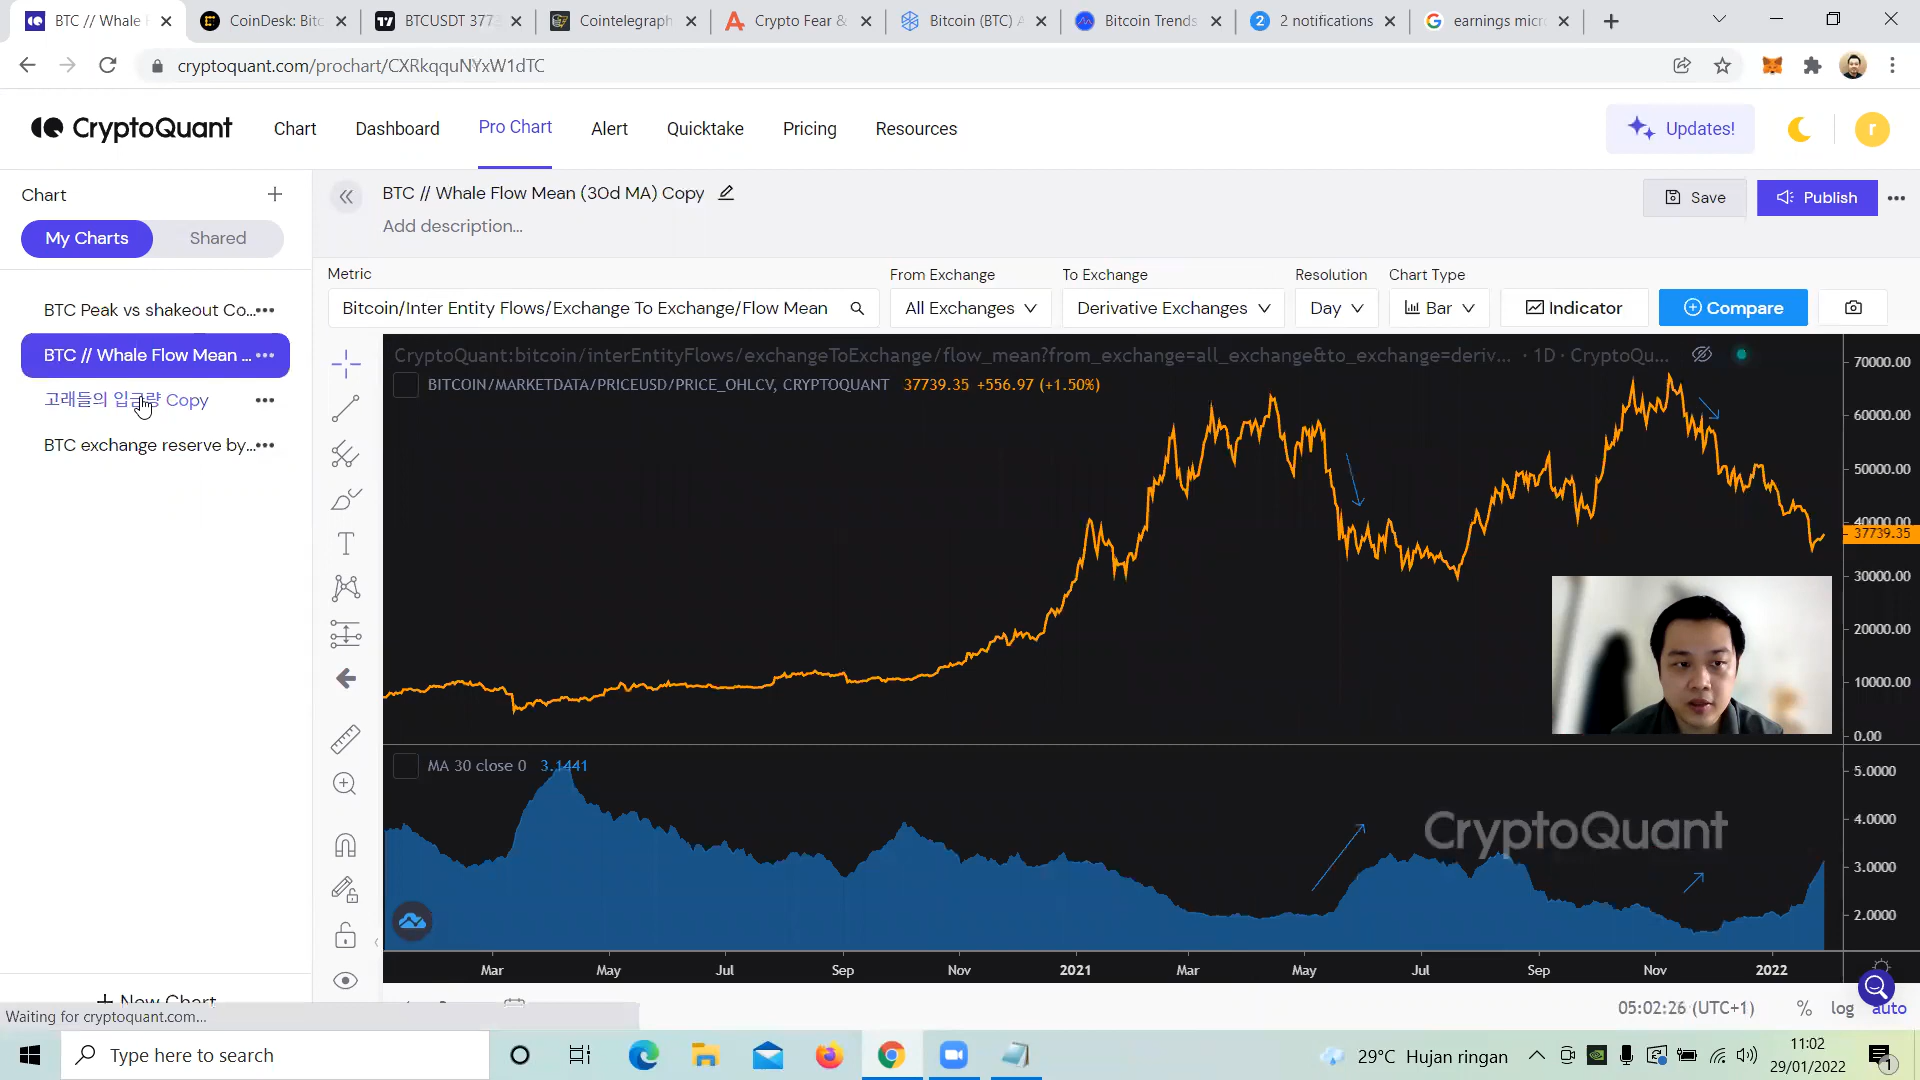 BTC // Whale
CoinDesk: Bitc
BTCUSDT 3773
Cointelegraph
Crypto Fear &
Bitcoin (BTC) A
Bitcoin Trends
2 notifications
earnings micr
cryptoquant.com/prochart/CXRkqquNYxW1dTC
CryptoQuant
Chart
Dashboard
Pro Chart
Alert
Quicktake
Pricing
Resources
Updates!
r
Chart
BTC // Whale Flow Mean (30d MA) Copy
Add description...
Save
Publish
My Charts
Shared
Metric
From Exchange
To Exchange
Resolution
Chart Type
Bitcoin/Inter Entity Flows/Exchange To Exchange/Flow Mean
All Exchanges
Derivative Exchanges
Day
Bar
Indicator
Compare
BTC Peak vs shakeout Co...
BTC // Whale Flow Mean ...
고래들의 입금량 Copy
BTC exchange reserve by...
CryptoQuant:bitcoin/interEntityFlows/exchangeToExchange/flow_mean?from_exchange=all_exchange&to_exchange=deriv... · 1D · CryptoQu...
BITCOIN/MARKETDATA/PRICEUSD/PRICE_OHLCV, CRYPTOQUANT 37739.35 +556.97 (+1.50%)
70000.00
60000.00
50000.00
40000.00
37739.35
30000.00
20000.00
10000.00
0.00
MA 30 close 0 3.1441
CryptoQuant
5.0000
4.0000
3.0000
2.0000
Mar May Jul Sep Nov 2021 Mar May Jul Sep Nov 2022
New Chart
05:02:26 (UTC+1)
% log auto
Waiting for cryptoquant.com...
Type here to search
29°C Hujan ringan
11:02
29/01/2022
1